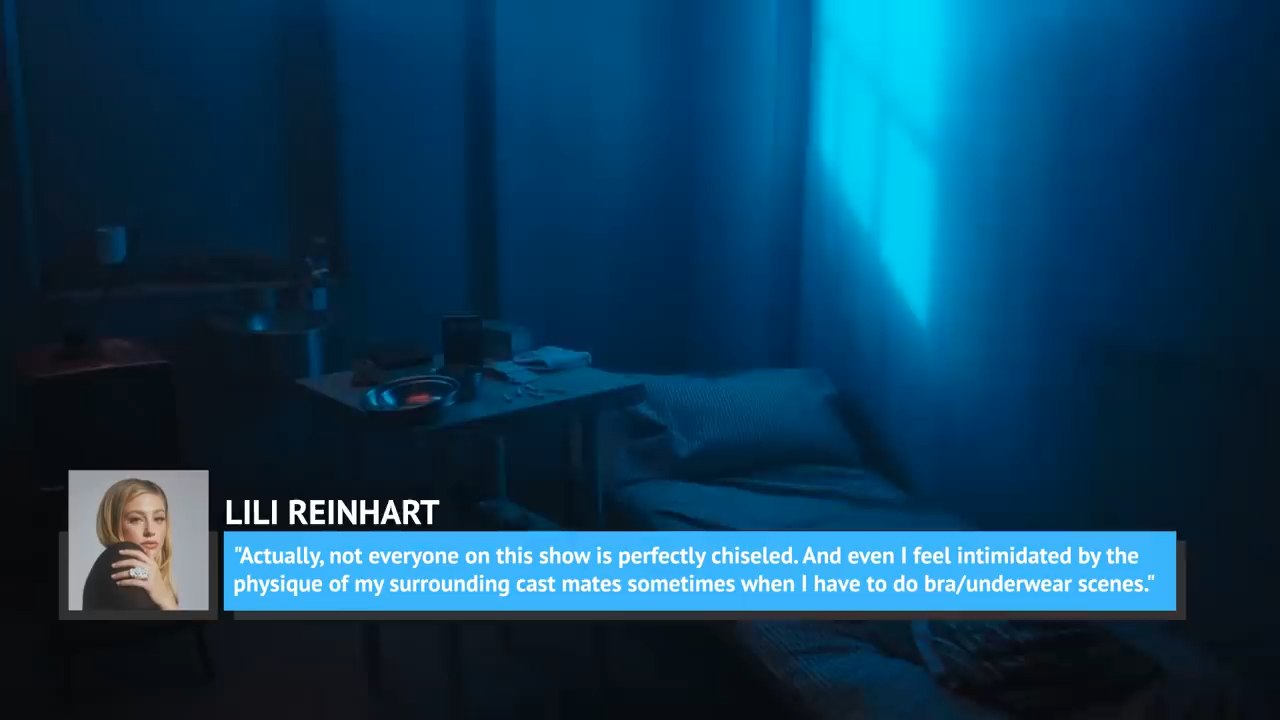 LILI REINHART
"Actually, not everyone on this show is perfectly chiseled. And even I feel intimidated by the
physique of my surrounding cast mates sometimes when I have to do bra/underwear scenes."